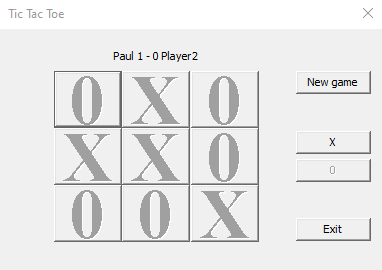 Tic Tac Toe
Paul 1 - 0 Player2
0 X 0
X X 0
0 0 X
New game
X
0
Exit